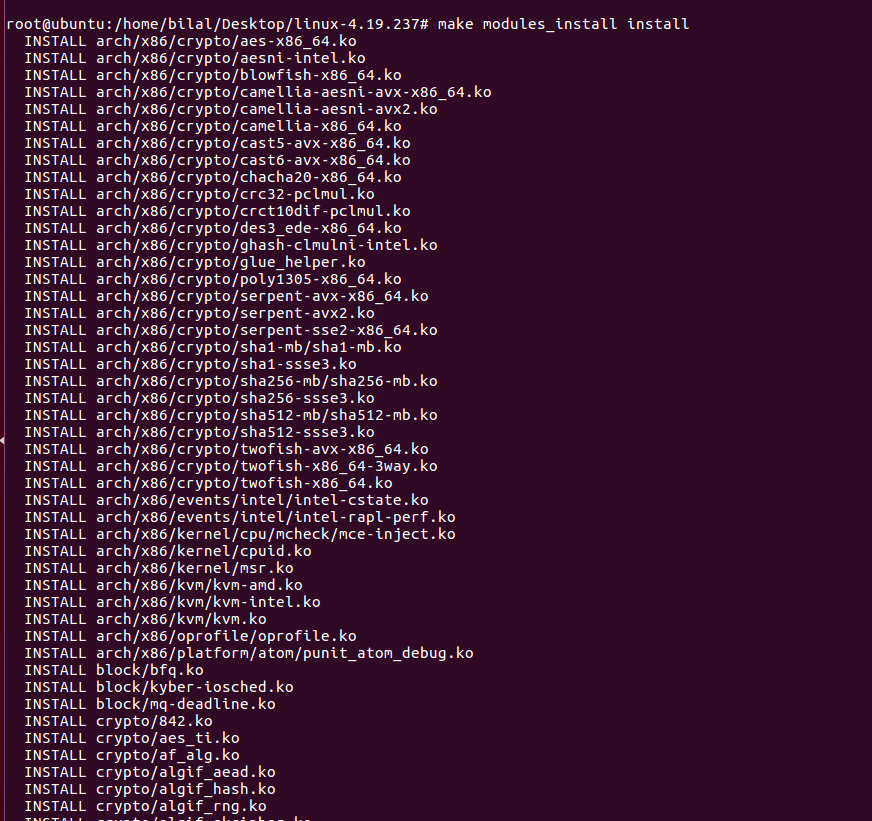 root@ubuntu:/home/bilal/Desktop/linux-4.19.237# make modules_install install
INSTALL arch/x86/crypto/aes-x86_64.ko
INSTALL arch/x86/crypto/aesni-intel.ko
INSTALL arch/x86/crypto/blowfish-x86_64.ko
INSTALL arch/x86/crypto/camellia-aesni-avx-x86_64.ko
INSTALL arch/x86/crypto/camellia-aesni-avx2.ko
INSTALL arch/x86/crypto/camellia-x86_64.ko
INSTALL arch/x86/crypto/cast5-avx-x86_64.ko
INSTALL arch/x86/crypto/cast6-avx-x86_64.ko
INSTALL arch/x86/crypto/chacha20-x86_64.ko
INSTALL arch/x86/crypto/crc32-pclmul.ko
INSTALL arch/x86/crypto/crct10dif-pclmul.ko
INSTALL arch/x86/crypto/des3_ede-x86_64.ko
INSTALL arch/x86/crypto/ghash-clmulni-intel.ko
INSTALL arch/x86/crypto/glue_helper.ko
INSTALL arch/x86/crypto/poly1305-x86_64.ko
INSTALL arch/x86/crypto/serpent-avx-x86_64.ko
INSTALL arch/x86/crypto/serpent-avx2.ko
INSTALL arch/x86/crypto/serpent-sse2-x86_64.ko
INSTALL arch/x86/crypto/sha1-mb/sha1-mb.ko
INSTALL arch/x86/crypto/sha1-ssse3.ko
INSTALL arch/x86/crypto/sha256-mb/sha256-mb.ko
INSTALL arch/x86/crypto/sha256-ssse3.ko
INSTALL arch/x86/crypto/sha512-mb/sha512-mb.ko
INSTALL arch/x86/crypto/sha512-ssse3.ko
INSTALL arch/x86/crypto/twofish-avx-x86_64.ko
INSTALL arch/x86/crypto/twofish-x86_64-3way.ko
INSTALL arch/x86/crypto/twofish-x86_64.ko
INSTALL arch/x86/events/intel/intel-cstate.ko
INSTALL arch/x86/events/intel/intel-rapl-perf.ko
INSTALL arch/x86/kernel/cpu/mcheck/mce-inject.ko
INSTALL arch/x86/kernel/cpuid.ko
INSTALL arch/x86/kernel/msr.ko
INSTALL arch/x86/kvm/kvm-amd.ko
INSTALL arch/x86/kvm/kvm-intel.ko
INSTALL arch/x86/kvm/kvm.ko
INSTALL arch/x86/oprofile/oprofile.ko
INSTALL arch/x86/platform/atom/punit_atom_debug.ko
INSTALL block/bfq.ko
INSTALL block/kyber-iosched.ko
INSTALL block/mq-deadline.ko
INSTALL crypto/842.ko
INSTALL crypto/aes_ti.ko
INSTALL crypto/af_alg.ko
INSTALL crypto/algif_aead.ko
INSTALL crypto/algif_hash.ko
INSTALL crypto/algif_rng.ko